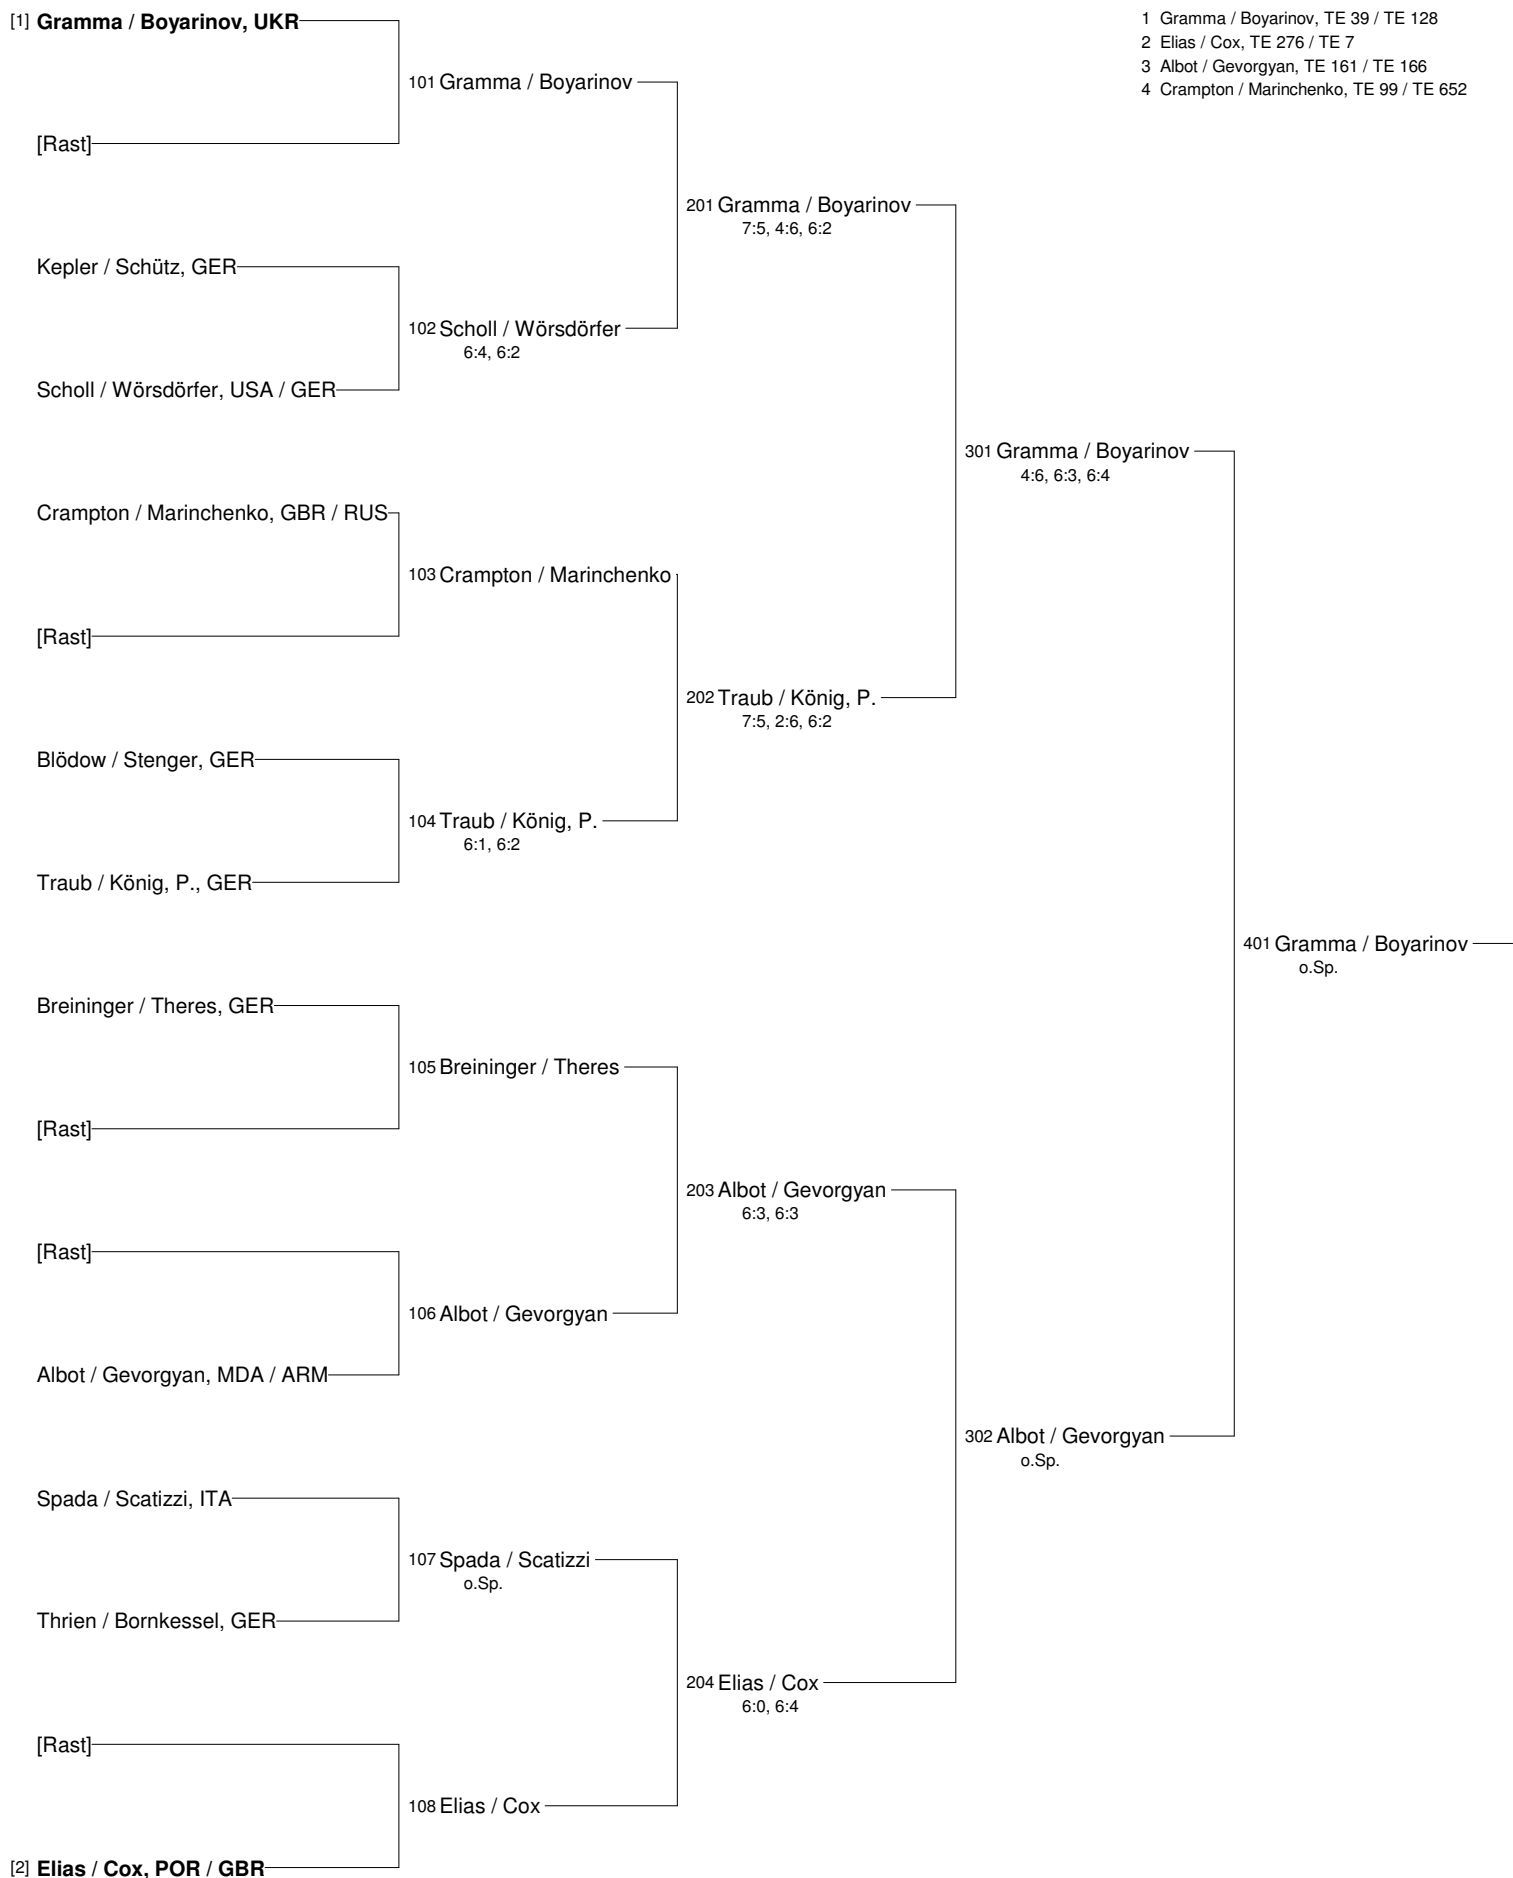 [1] Gramma / Boyarinov, UKR
1 Gramma / Boyarinov, TE 39 / TE 128
2 Elias / Cox, TE 276 / TE 7
3 Albot / Gevorgyan, TE 161 / TE 166
4 Crampton / Marinchenko, TE 99 / TE 652
101 Gramma / Boyarinov
[Rast]
201 Gramma / Boyarinov
7:5, 4:6, 6:2
Kepler / Schütz, GER
102 Scholl / Wörsdörfer
6:4, 6:2
Scholl / Wörsdörfer, USA / GER
301 Gramma / Boyarinov
4:6, 6:3, 6:4
Crampton / Marinchenko, GBR / RUS
103 Crampton / Marinchenko
[Rast]
202 Traub / König, P.
7:5, 2:6, 6:2
Blödow / Stenger, GER
104 Traub / König, P.
6:1, 6:2
Traub / König, P., GER
401 Gramma / Boyarinov
o.Sp.
Breininger / Theres, GER
105 Breininger / Theres
[Rast]
203 Albot / Gevorgyan
6:3, 6:3
[Rast]
106 Albot / Gevorgyan
Albot / Gevorgyan, MDA / ARM
302 Albot / Gevorgyan
o.Sp.
Spada / Scatizzi, ITA
107 Spada / Scatizzi
o.Sp.
Thrien / Bornkessel, GER
204 Elias / Cox
6:0, 6:4
[Rast]
108 Elias / Cox
[2] Elias / Cox, POR / GBR